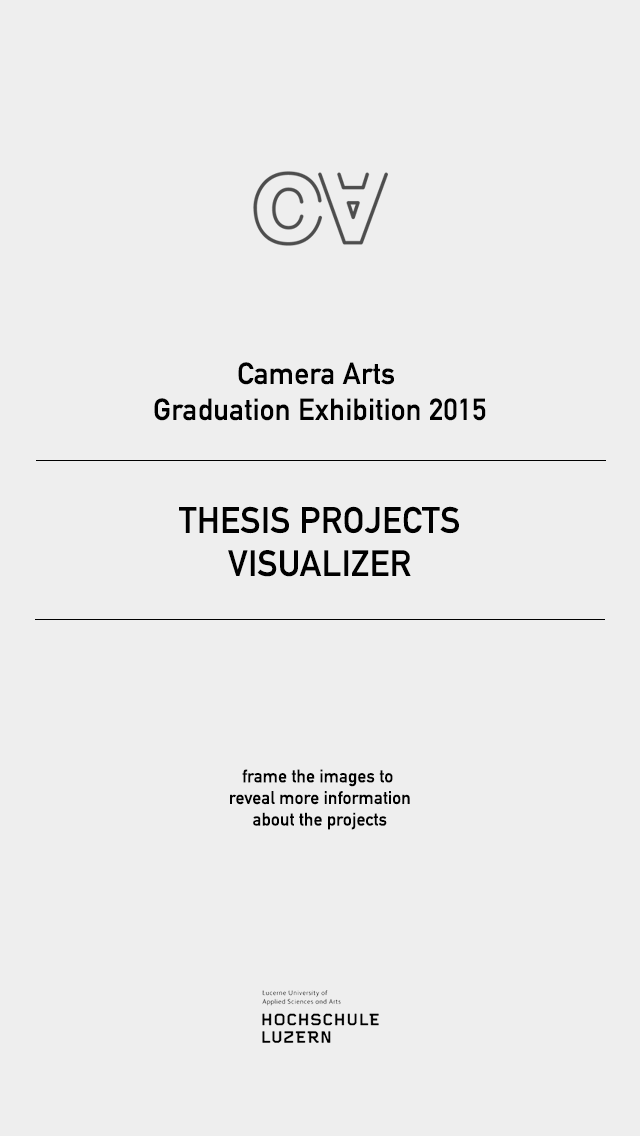 CA
Camera Arts
Graduation Exhibition 2015
THESIS PROJECTS
VISUALIZER
frame the images to
reveal more information
about the projects
Lucerne University of
Applied Sciences and Arts
HOCHSCHULE
LUZERN